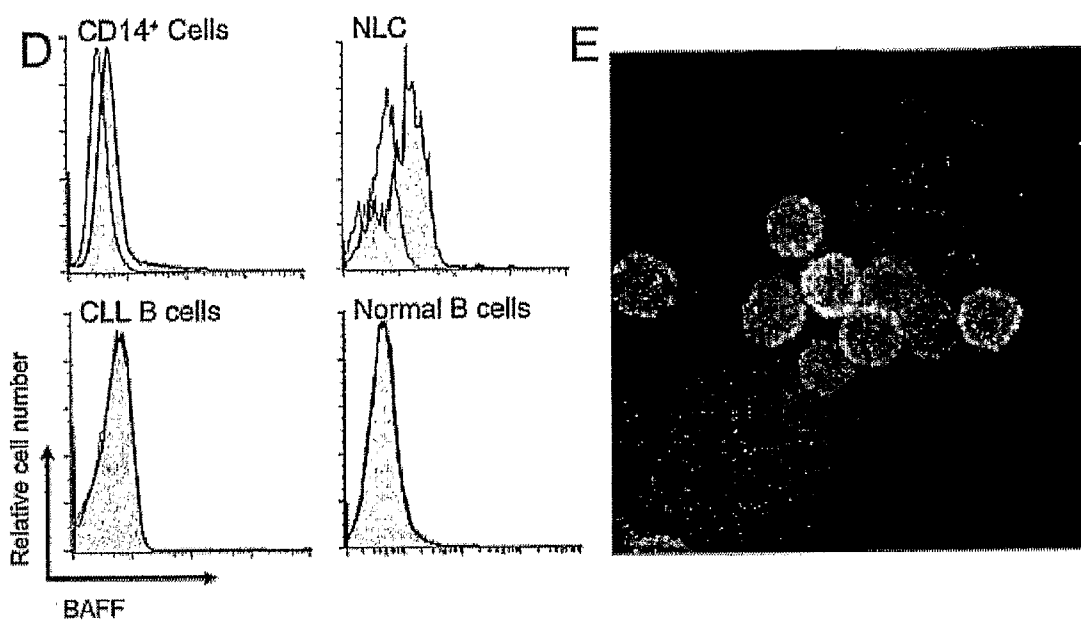 D
CD14⁺ Cells
NLC
E
CLL B cells
Normal B cells
Relative cell number
BAFF